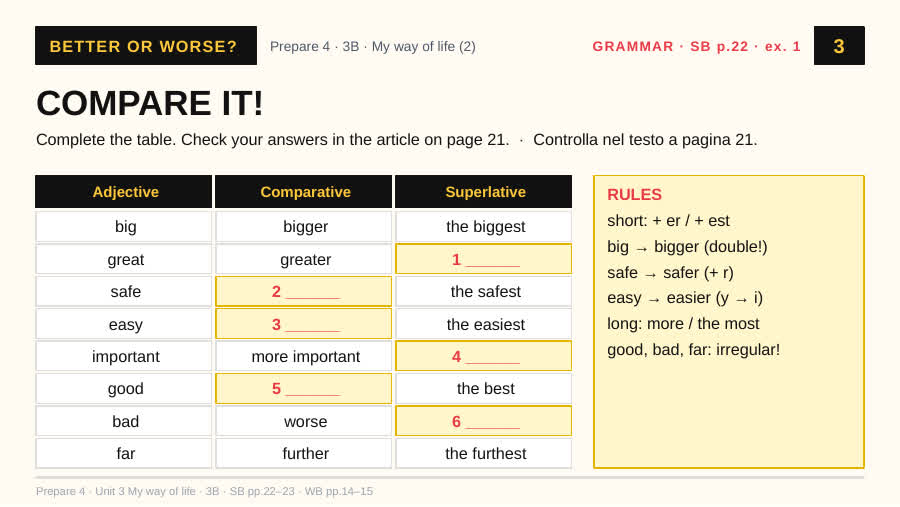 BETTER OR WORSE? Prepare 4 · 3B · My way of life (2) GRAMMAR · SB p.22 · ex. 1 3
COMPARE IT!
Complete the table. Check your answers in the article on page 21. · Controlla nel testo a pagina 21.
Adjective Comparative Superlative
big bigger the biggest
great greater 1 ______
safe 2 ______ the safest
easy 3 ______ the easiest
important more important 4 ______
good 5 ______ the best
bad worse 6 ______
far further the furthest
RULES
short: + er / + est
big → bigger (double!)
safe → safer (+ r)
easy → easier (y → i)
long: more / the most
good, bad, far: irregular!
Prepare 4 · Unit 3 My way of life · 3B · SB pp.22–23 · WB pp.14–15